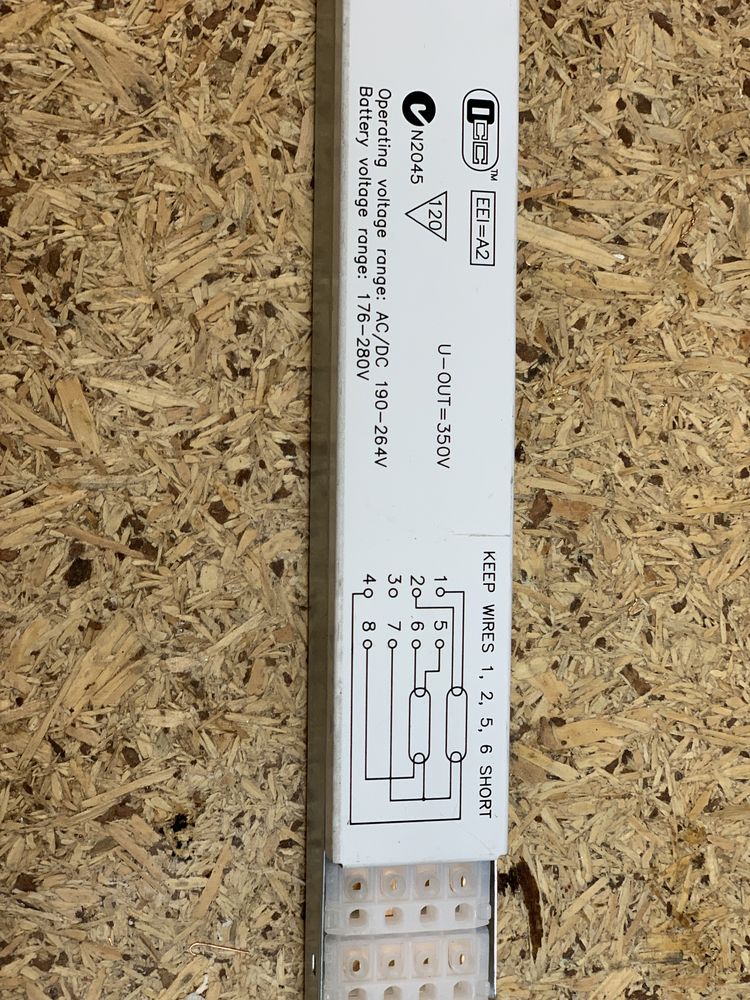 ICC™ EEI=A2
N2045 120
U-OUT=350V
Operating voltage range: AC/DC 190-264V
Battery voltage range: 176-280V
KEEP WIRES 1, 2, 5, 6 SHORT
1 5
2 6
3 7
4 8